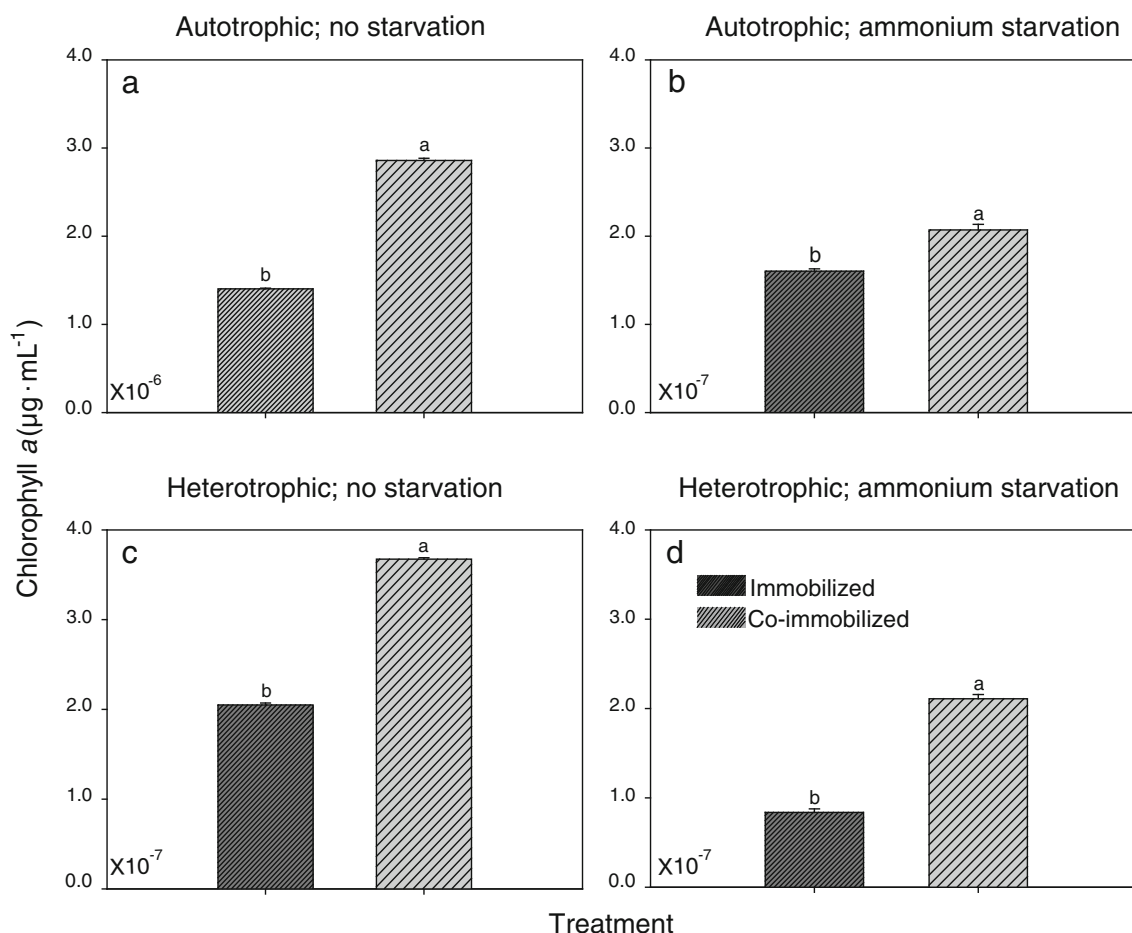 Autotrophic; no starvation
Autotrophic; ammonium starvation
4.0
a
a
3.0
2.0
b
1.0
X10⁻⁶
0.0
4.0
b
3.0
a
2.0
b
1.0
X10⁻⁷
0.0
Chlorophyll a(µg·mL⁻¹)
Heterotrophic; no starvation
Heterotrophic; ammonium starvation
4.0
c
a
3.0
b
2.0
1.0
X10⁻⁷
0.0
4.0
d
Immobilized
Co-immobilized
3.0
a
2.0
1.0
b
X10⁻⁷
0.0
Treatment